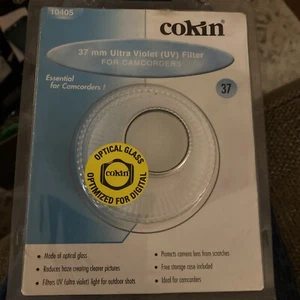 10405
cokin
37 mm Ultra Violet (UV) Filter
FOR CAMCORDERS
Essential
for Camcorders !
37
OPTICAL GLASS
cokin
OPTIMIZED FOR DIGITAL
• Made of optical glass
• Reduces haze creating cleaner pictures
• Filters UV (ultra violet) light for outdoor shots
• Protects camera lens from scratches
• Free storage case included
• Ideal for camcorders